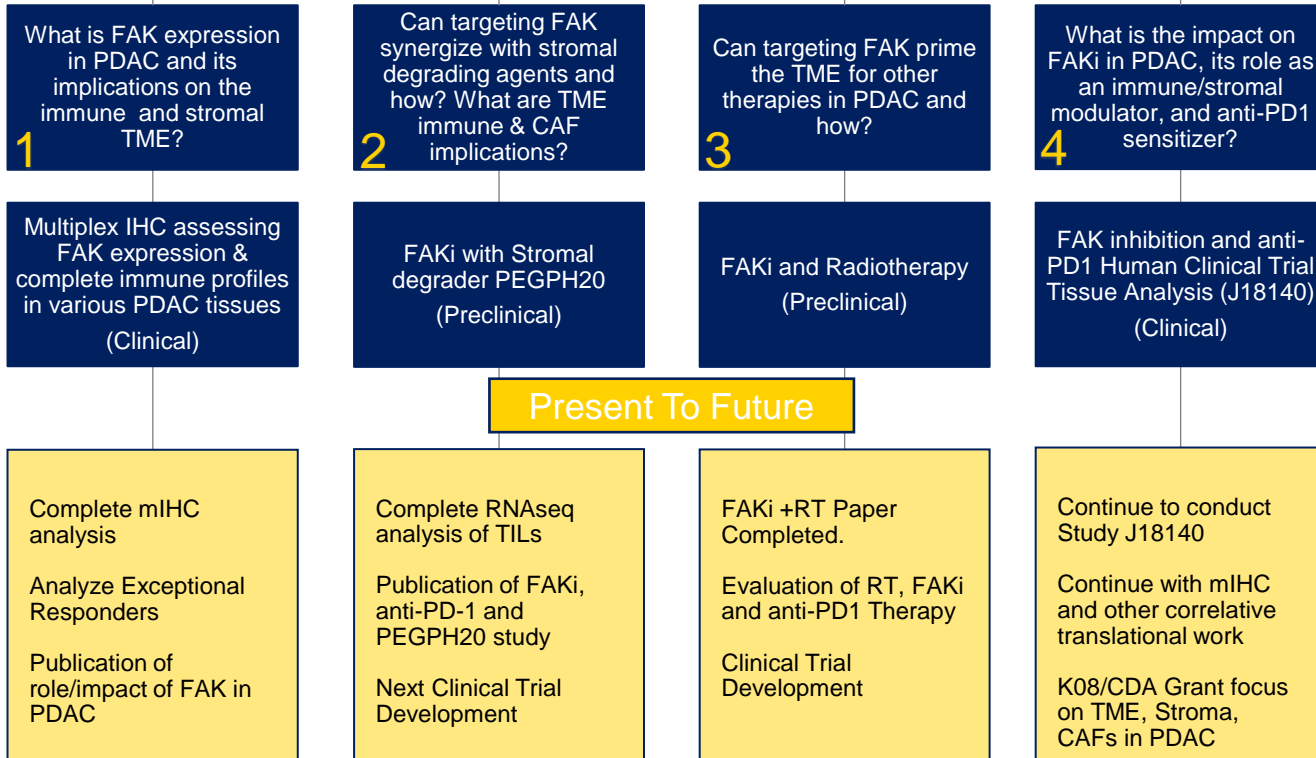 What is FAK expression
in PDAC and its
implications on the
immune and stromal
TME?
1
Can targeting FAK
synergize with stromal
degrading agents and
how? What are TME
immune & CAF
implications?
2
Can targeting FAK prime
the TME for other
therapies in PDAC and
how?
3
What is the impact on
FAKi in PDAC, its role as
an immune/stromal
modulator, and anti-PD1
sensitizer?
4
Multiplex IHC assessing
FAK expression &
complete immune profiles
in various PDAC tissues
(Clinical)
FAKi with Stromal
degrader PEGPH20
(Preclinical)
FAKi and Radiotherapy
(Preclinical)
FAK inhibition and anti-
PD1 Human Clinical Trial
Tissue Analysis (J18140)
(Clinical)
Present To Future
Complete mIHC
analysis
Analyze Exceptional
Responders
Publication of
role/impact of FAK in
PDAC
Complete RNAseq
analysis of TILs
Publication of FAKi,
anti-PD-1 and
PEGPH20 study
Next Clinical Trial
Development
FAKi +RT Paper
Completed.
Evaluation of RT, FAKi
and anti-PD1 Therapy
Clinical Trial
Development
Continue to conduct
Study J18140
Continue with mIHC
and other correlative
translational work
K08/CDA Grant focus
on TME, Stroma,
CAFs in PDAC